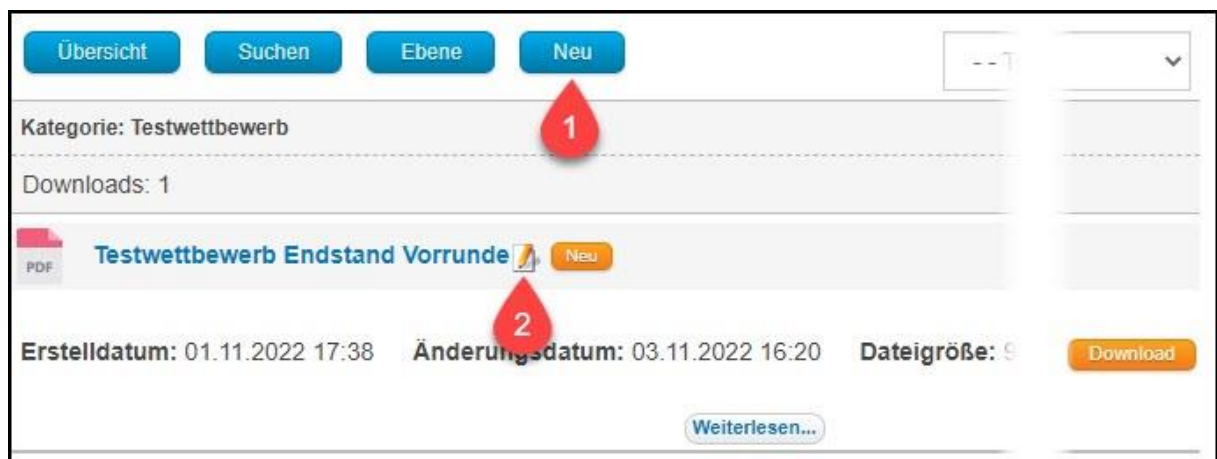 Übersicht Suchen Ebene Neu - -
1
Kategorie: Testwettbewerb
Downloads: 1
PDF Testwettbewerb Endstand Vorrunde Neu
2
Erstelldatum: 01.11.2022 17:38 Änderungsdatum: 03.11.2022 16:20 Dateigröße: Download
Weiterlesen...